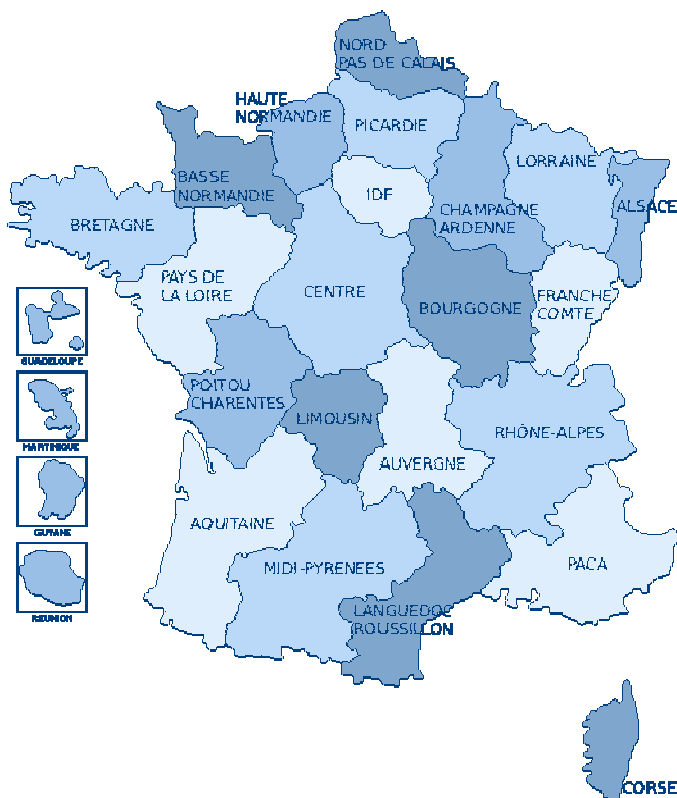 NORD
PAS DE CALAIS
HAUTE
NORMANDIE
PICARDIE
LORRAINE
BASSE
NORMANDIE
IDF
CHAMPAGNE
ARDENNE
ALSACE
BRETAGNE
PAYS DE
LA LOIRE
CENTRE
BOURGOGNE
FRANCHE
COMTE
GUADELOUPE
POITOU
CHARENTES
LIMOUSIN
RHÔNE-ALPES
MARTINIQUE
AUVERGNE
AQUITAINE
GUYANE
MIDI-PYRENEES
PACA
LANGUEDOC
ROUSSILLON
REUNION
CORSE